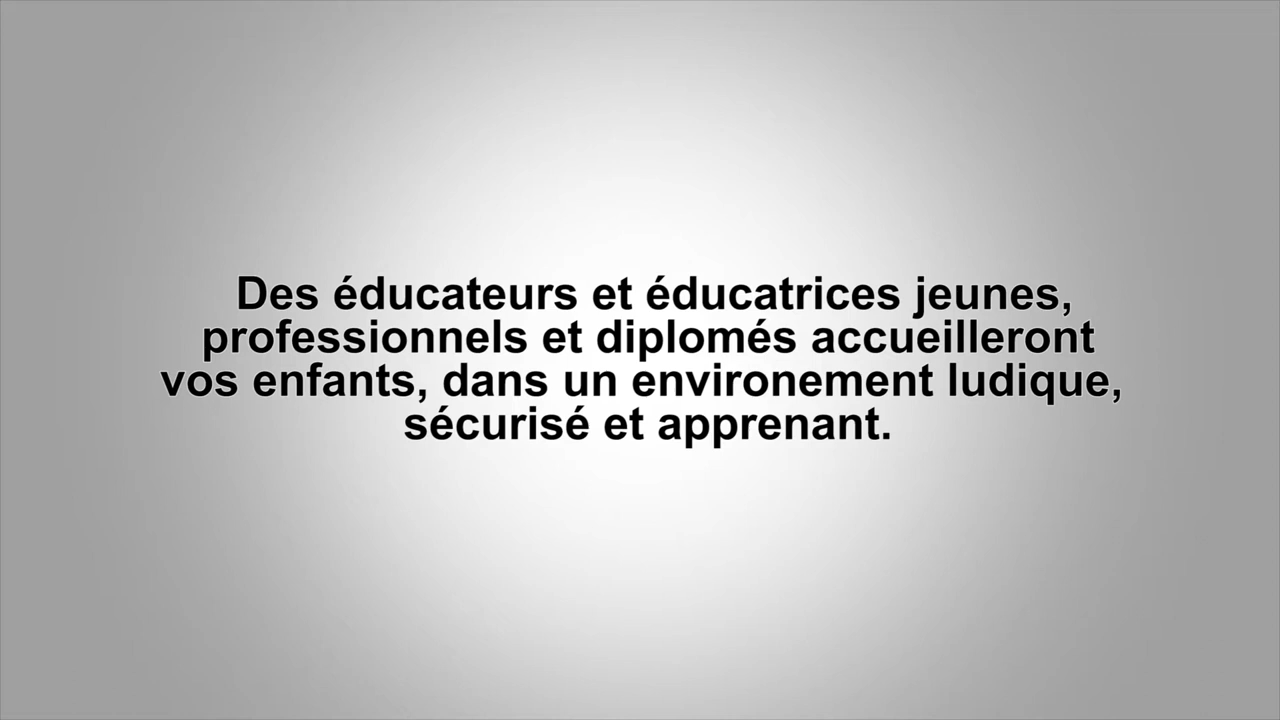 Des éducateurs et éducatrices jeunes,
professionnels et diplomés accueilleront
vos enfants, dans un environement ludique,
sécurisé et apprenant.